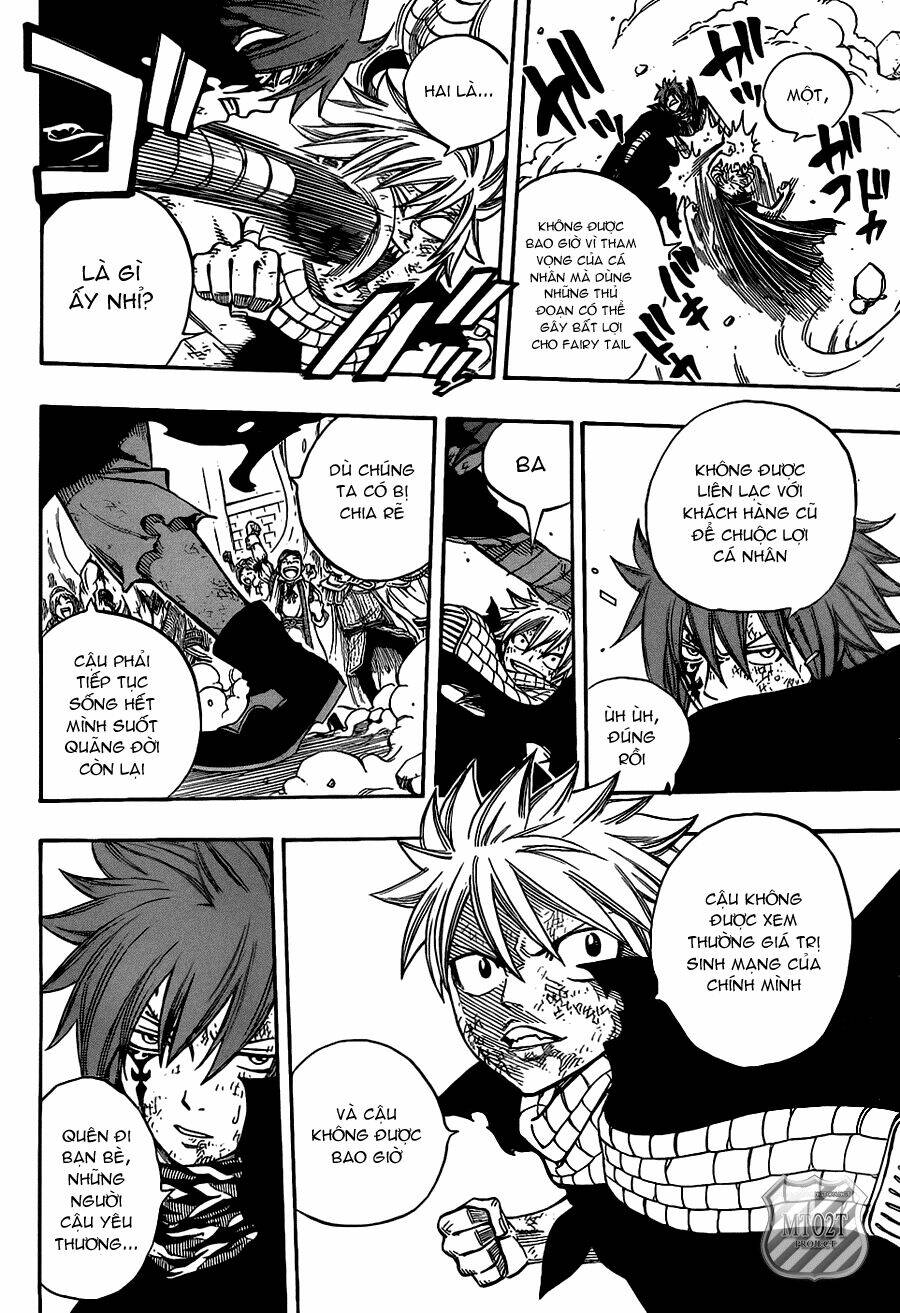 MỘT,
KHÔNG ĐƯỢC
BAO GIỜ VÌ THAM
VỌNG CỦA CÁ
NHÂN MÀ DÙNG
NHỮNG THỦ
ĐOẠN CÓ THỂ
GÂY BẤT LỢI
CHO FAIRY TAIL
HAI LÀ...
LÀ GÌ
ẤY NHỈ?
KHÔNG ĐƯỢC
LIÊN LẠC VỚI
KHÁCH HÀNG CŨ
ĐỂ CHUỘC LỢI
CÁ NHÂN
ÙH ÙH,
ĐÚNG
RỒI
BA
DÙ CHÚNG
TA CÓ BỊ
CHIA RẼ
CẬU PHẢI
TIẾP TỤC
SỐNG HẾT
MÌNH SUỐT
QUÃNG ĐỜI
CÒN LẠI
CẬU KHÔNG
ĐƯỢC XEM
THƯỜNG GIÁ TRỊ
SINH MẠNG CỦA
CHÍNH MÌNH
VÀ CẬU
KHÔNG ĐƯỢC
BAO GIỜ
QUÊN ĐI
BẠN BÈ,
NHỮNG
NGƯỜI
CẬU YÊU
THƯƠNG...
MTO2T
PROJECT